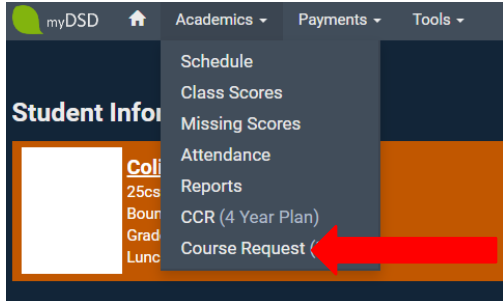 myDSD Academics Payments Tools
Schedule
Class Scores
Student Infor
Missing Scores
Attendance
Coli
25cs
Reports
Boun
CCR (4 Year Plan)
Grad
Course Request (
Lunc